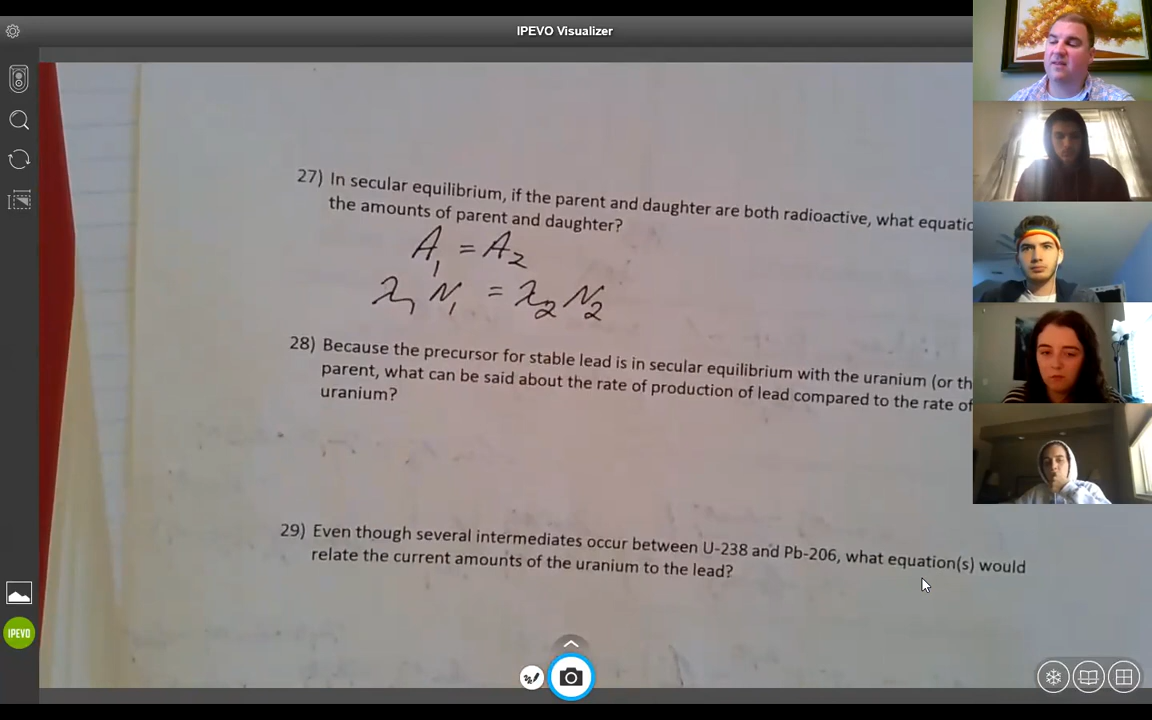 IPEVO Visualizer
27) In secular equilibrium, if the parent and daughter are both radioactive, what
the amounts of parent and daughter?
A₁ = A₂
λ₁ N₁ = λ₂ N₂
28) Because the precursor for stable lead is in secular equilibrium with the uranium (or
parent, what can be said about the rate of production of lead compared to the rate of
uranium?
29) Even though several intermediates occur between U-238 and Pb-206, what equation(s) would
relate the current amounts of the uranium to the lead?
IPEVO